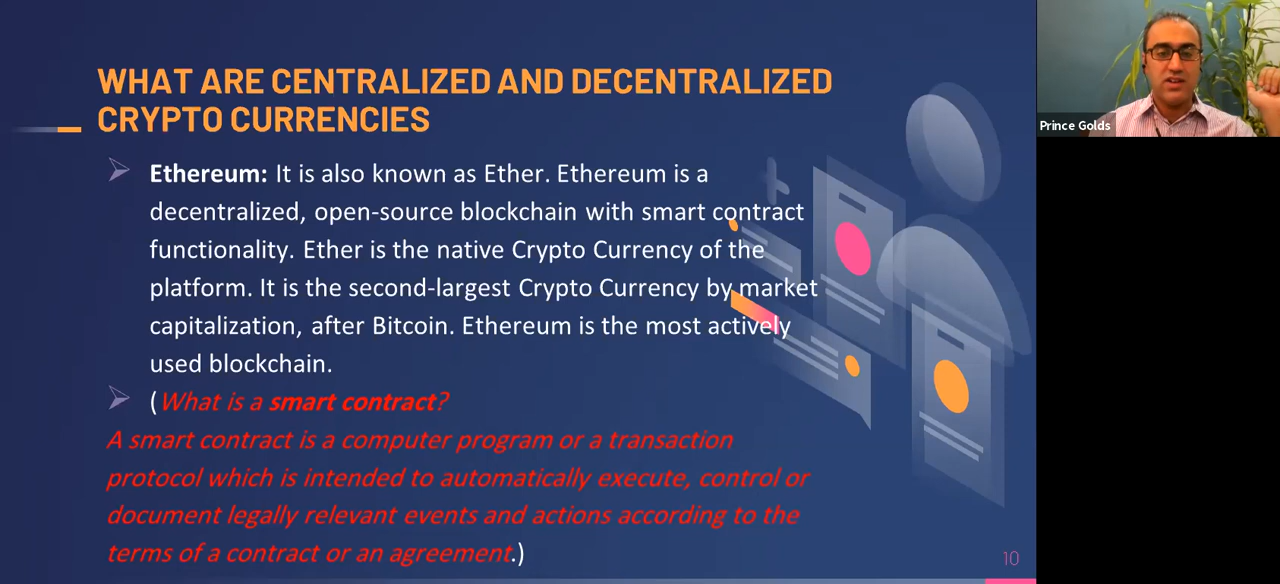 WHAT ARE CENTRALIZED AND DECENTRALIZED
CRYPTO CURRENCIES
Ethereum: It is also known as Ether. Ethereum is a
decentralized, open-source blockchain with smart contract
functionality. Ether is the native Crypto Currency of the
platform. It is the second-largest Crypto Currency by market
capitalization, after Bitcoin. Ethereum is the most actively
used blockchain.
(What is a smart contract?
A smart contract is a computer program or a transaction
protocol which is intended to automatically execute, control or
document legally relevant events and actions according to the
terms of a contract or an agreement.)
10
Prince Golds